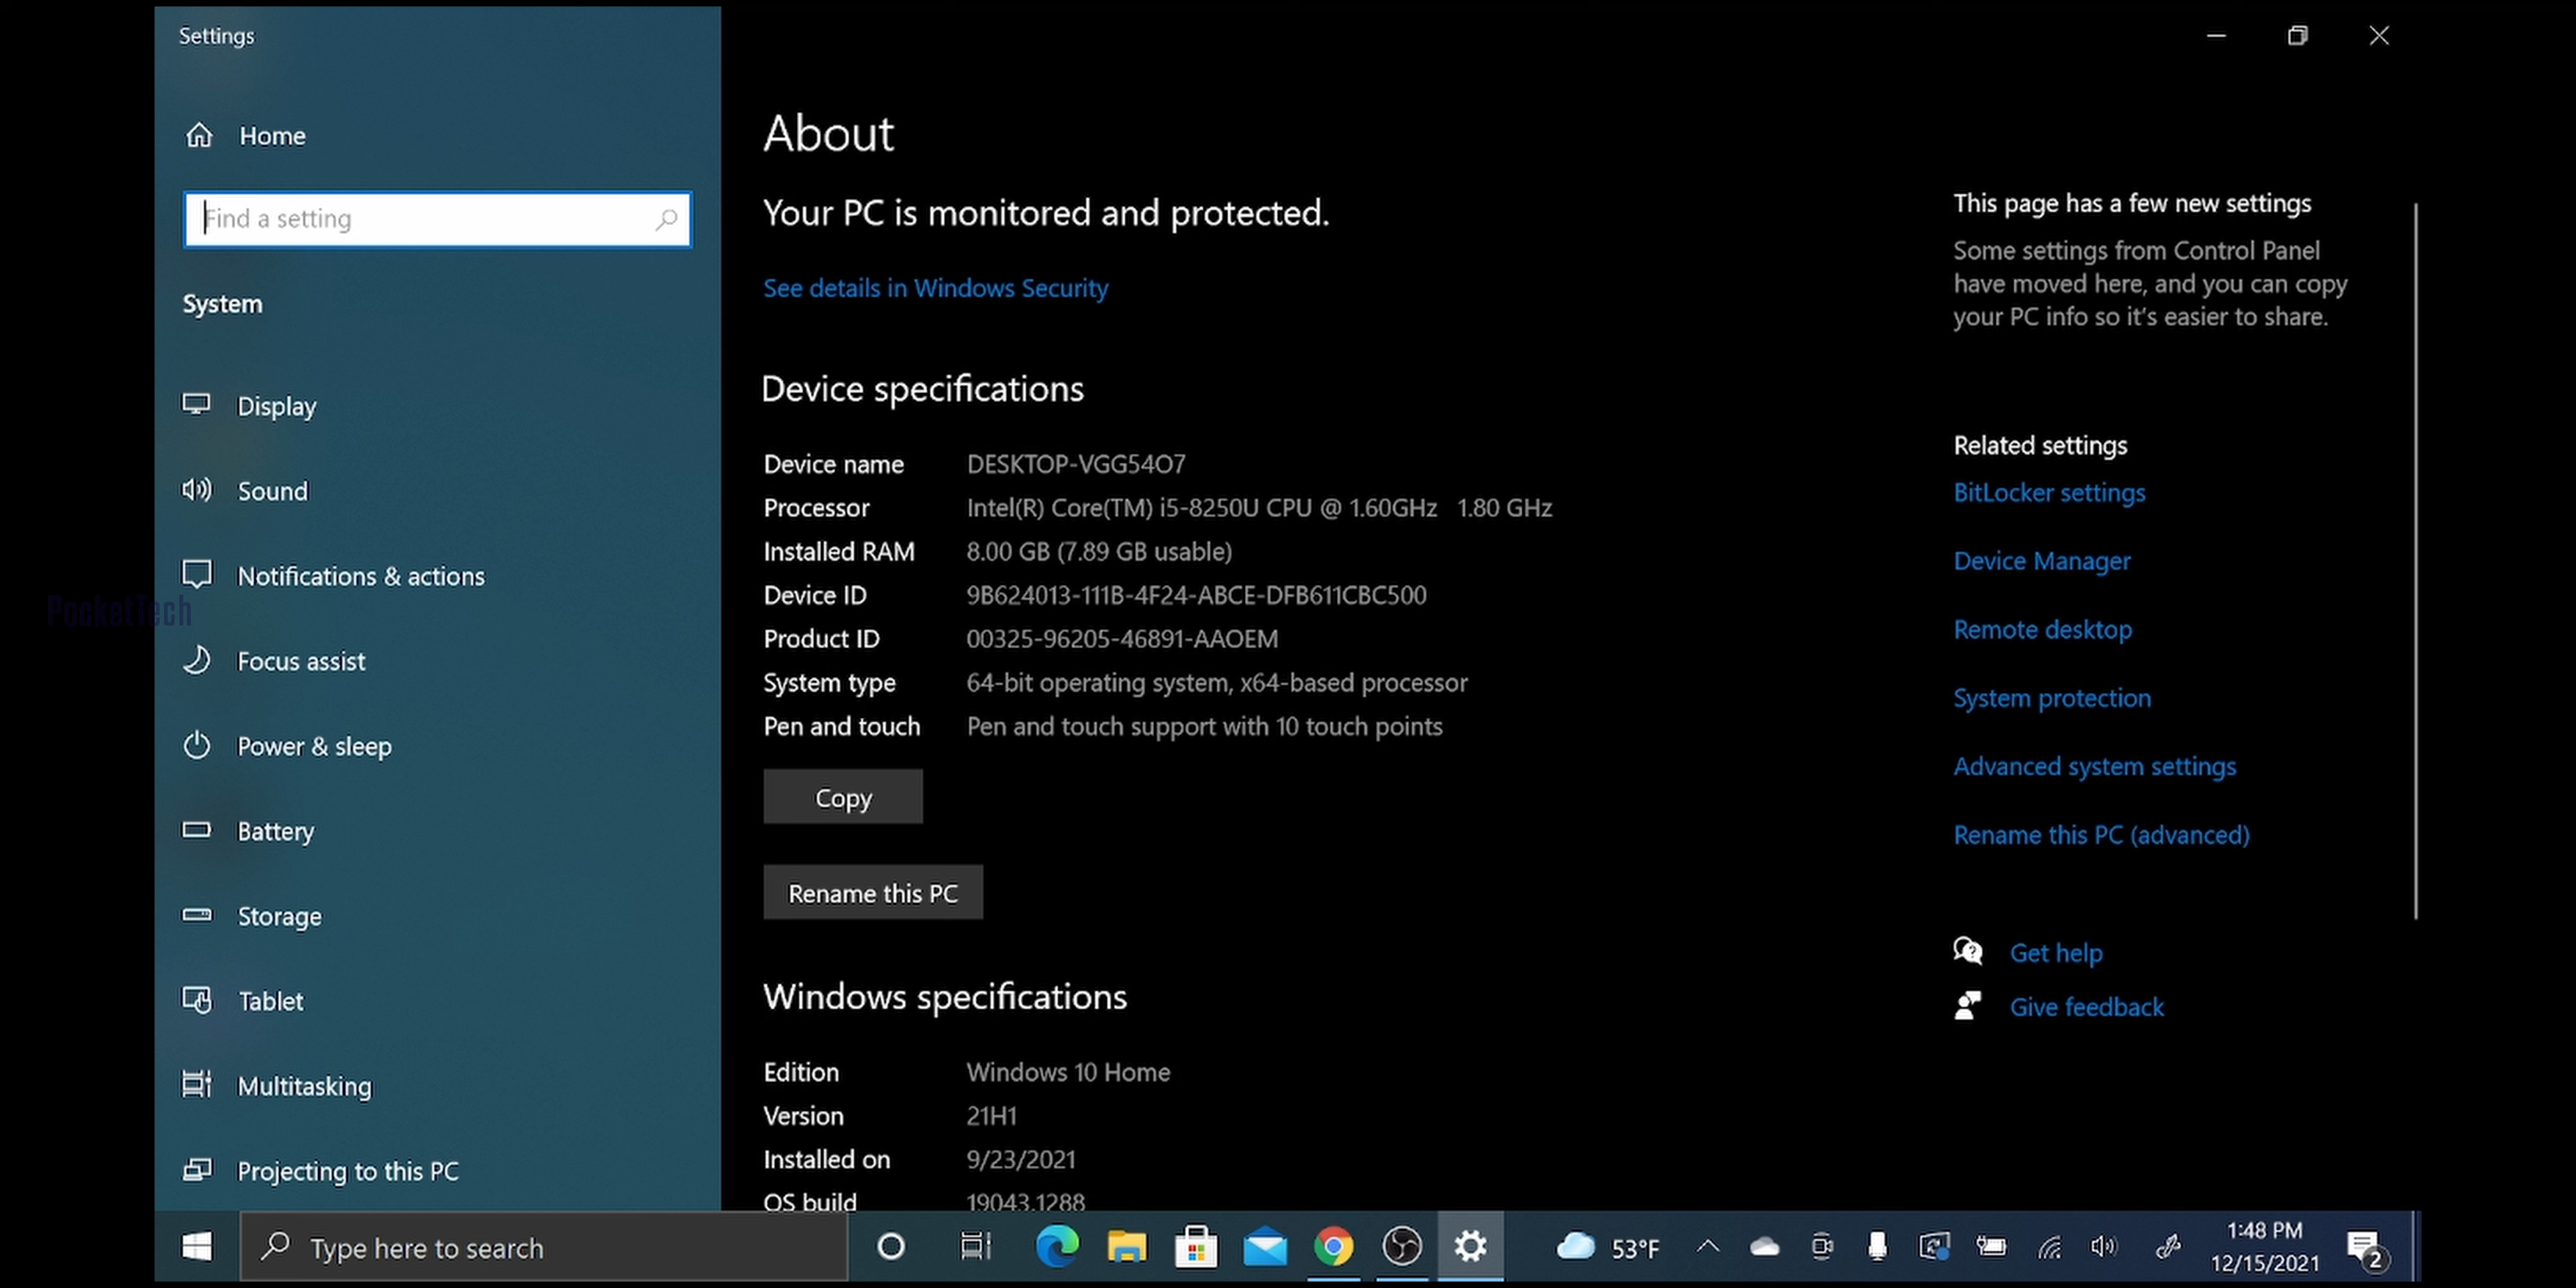 Settings
Home
Find a setting
System
Display
Sound
Notifications & actions
PocketTech
Focus assist
Power & sleep
Battery
Storage
Tablet
Multitasking
Projecting to this PC
About
Your PC is monitored and protected.
See details in Windows Security
Device specifications
Device name DESKTOP-VGG54O7
Processor Intel(R) Core(TM) i5-8250U CPU @ 1.60GHz 1.80 GHz
Installed RAM 8.00 GB (7.89 GB usable)
Device ID 9B624013-111B-4F24-ABCE-DFB611CBC500
Product ID 00325-96205-46891-AAOEM
System type 64-bit operating system, x64-based processor
Pen and touch Pen and touch support with 10 touch points
Copy
Rename this PC
Windows specifications
Edition Windows 10 Home
Version 21H1
Installed on 9/23/2021
OS build 19043.1288
This page has a few new settings
Some settings from Control Panel
have moved here, and you can copy
your PC info so it's easier to share.
Related settings
BitLocker settings
Device Manager
Remote desktop
System protection
Advanced system settings
Rename this PC (advanced)
Get help
Give feedback
Type here to search
53°F
1:48 PM
12/15/2021
2